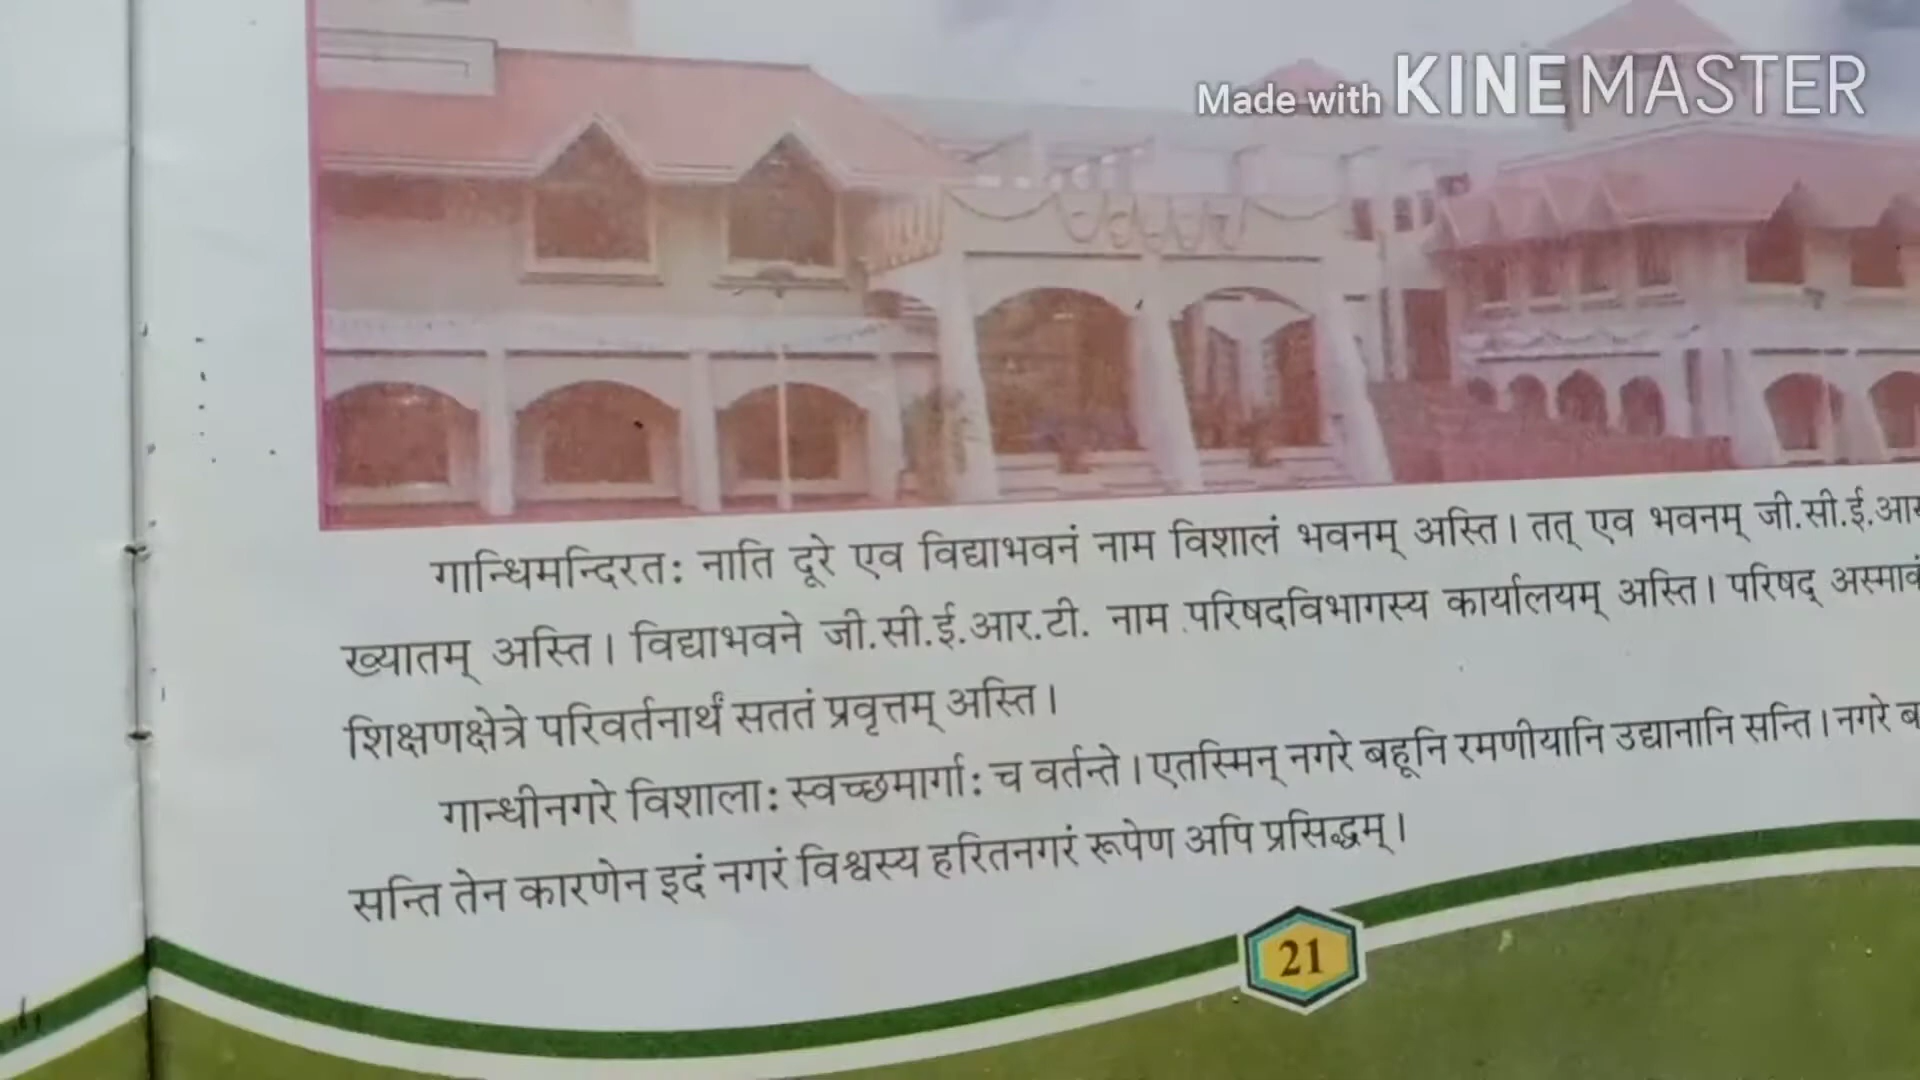 Made with KINEMASTER
गान्धिमन्दिरतः नाति दूरे एव विद्याभवनं नाम विशालं भवनम् अस्ति। तत् एव भवनम् जी.सी.ई.आर
ख्यातम् अस्ति। विद्याभवने जी.सी.ई.आर.टी. नाम परिषदविभागस्य कार्यालयम् अस्ति। परिषद्
शिक्षणक्षेत्रे परिवर्तनार्थं सततं प्रवृत्तम् अस्ति।
गान्धीनगरे विशालाः स्वच्छमार्गाः च वर्तन्ते। एतस्मिन् नगरे बहूनि रमणीयानि उद्यानानि सन्ति। नगरे
सन्ति तेन कारणेन इदं नगरं विश्वस्य हरितनगरं रूपेण अपि प्रसिद्धम्।
21